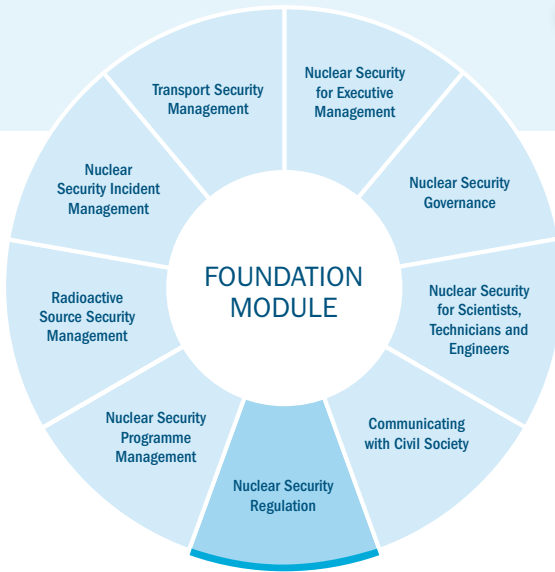 Transport Security
Management
Nuclear Security
for Executive
Management
Nuclear Security
Governance
Nuclear Security
for Scientists,
Technicians and
Engineers
Communicating
with Civil Society
Nuclear Security
Regulation
Nuclear Security
Programme
Management
Radioactive
Source Security
Management
Nuclear
Security Incident
Management
FOUNDATION
MODULE